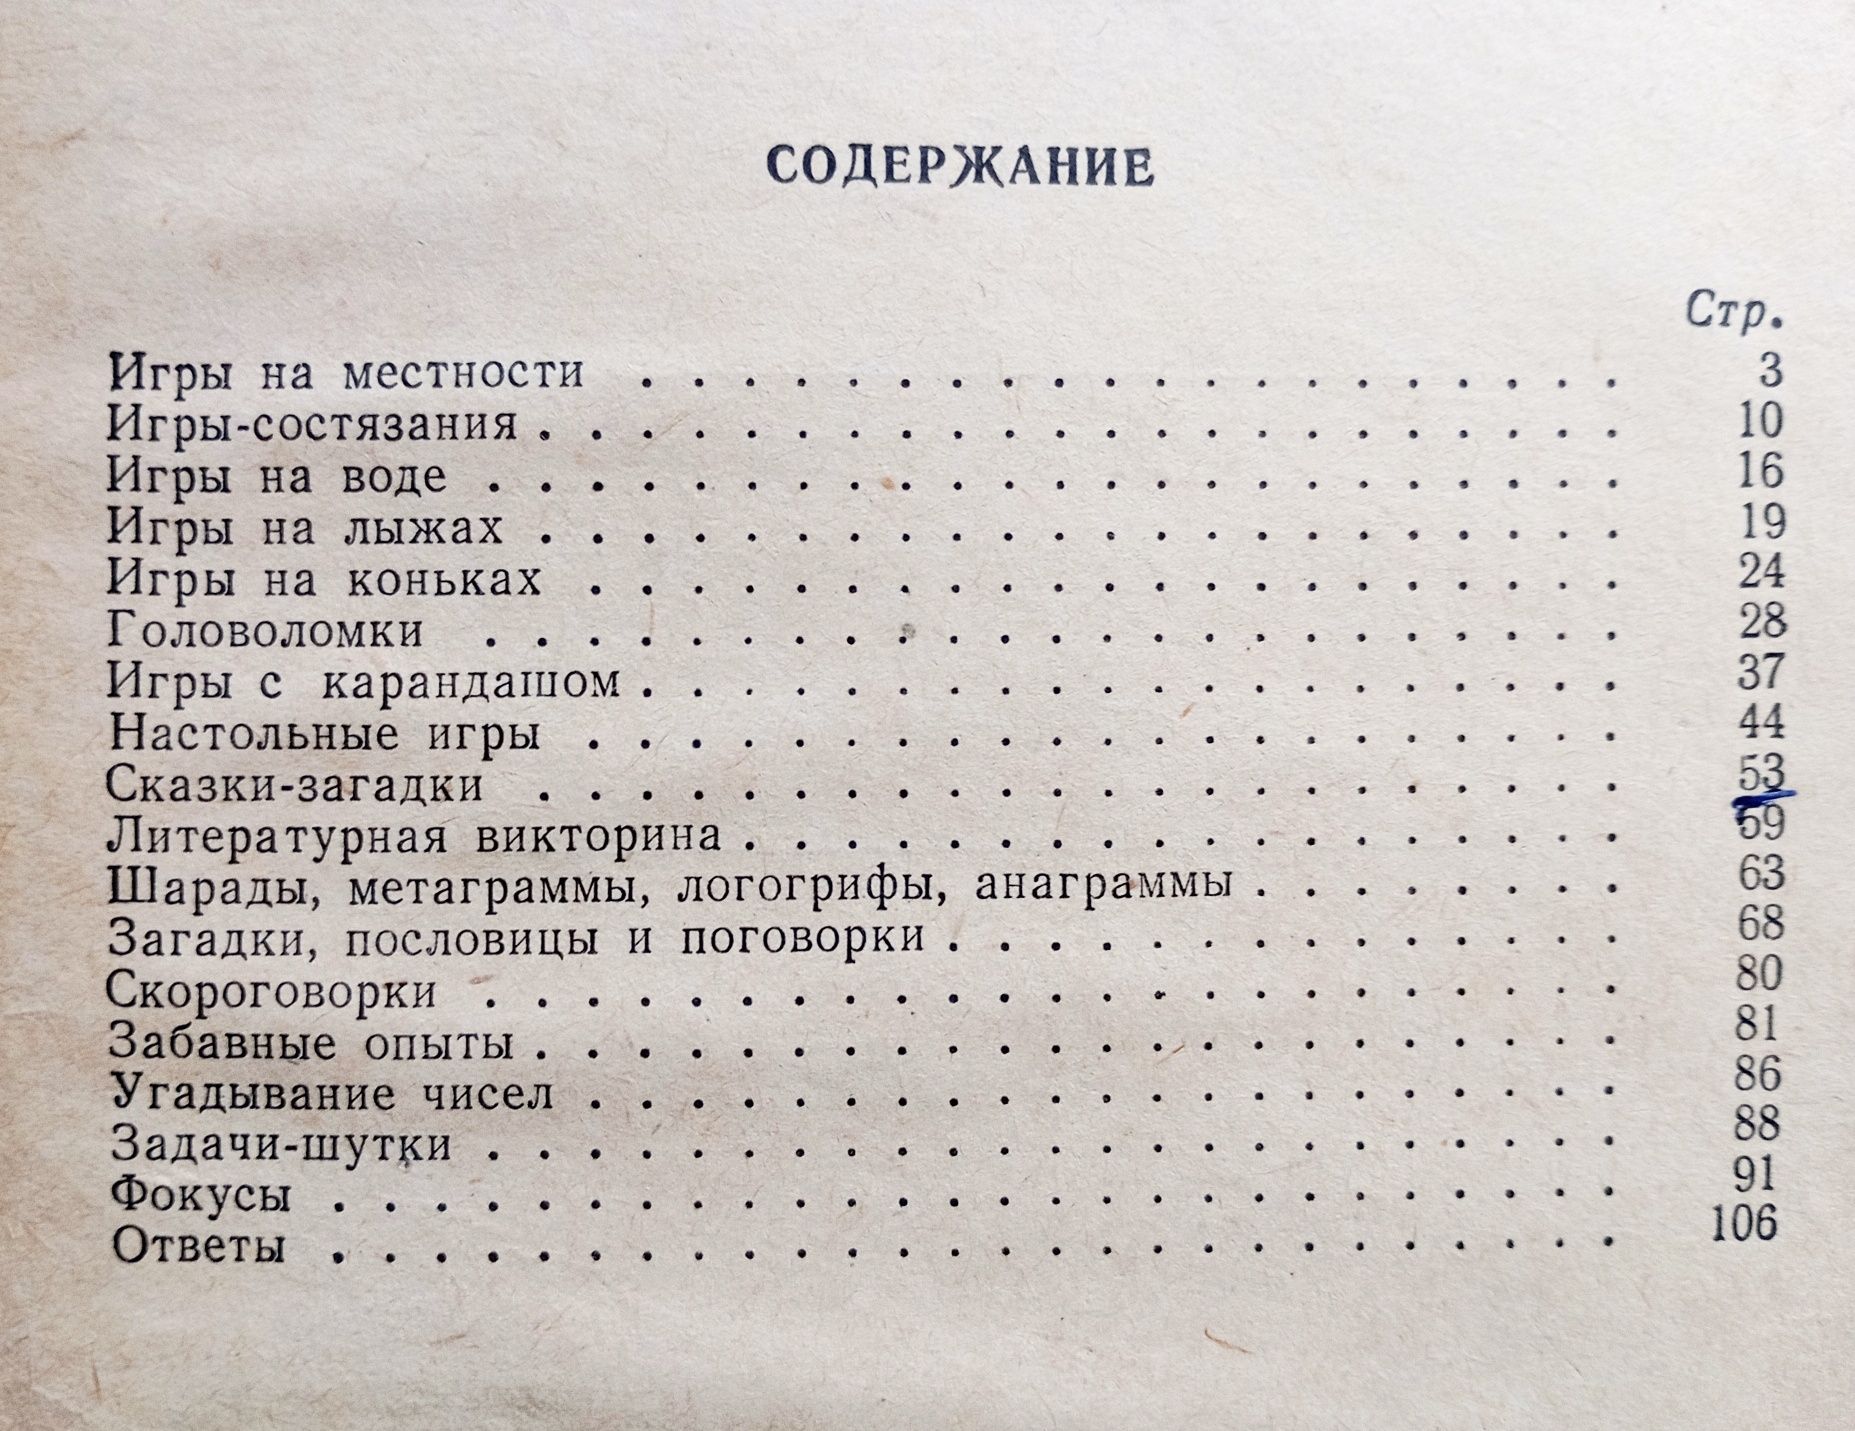 СОДЕРЖАНИЕ
Стр.
Игры на местности . . . . . . . . . . . . . . . . . . . . 3
Игры-состязания . . . . . . . . . . . . . . . . . . . . . . 10
Игры на воде . . . . . . . . . . . . . . . . . . . . . . . 16
Игры на лыжах . . . . . . . . . . . . . . . . . . . . . . 19
Игры на коньках . . . . . . . . . . . . . . . . . . . . . 24
Головоломки . . . . . . . . . . . . . . . . . . . . . . . 28
Игры с карандашом . . . . . . . . . . . . . . . . . . . . 37
Настольные игры . . . . . . . . . . . . . . . . . . . . . 44
Сказки-загадки . . . . . . . . . . . . . . . . . . . . . . 53
Литературная викторина . . . . . . . . . . . . . . . . . . 59
Шарады, метаграммы, логогрифы, анаграммы . . . . . . . . 63
Загадки, пословицы и поговорки . . . . . . . . . . . . . . 68
Скороговорки . . . . . . . . . . . . . . . . . . . . . . . 80
Забавные опыты . . . . . . . . . . . . . . . . . . . . . . 81
Угадывание чисел . . . . . . . . . . . . . . . . . . . . . 86
Задачи-шутки . . . . . . . . . . . . . . . . . . . . . . . 88
Фокусы . . . . . . . . . . . . . . . . . . . . . . . . . . 91
Ответы . . . . . . . . . . . . . . . . . . . . . . . . . . 106